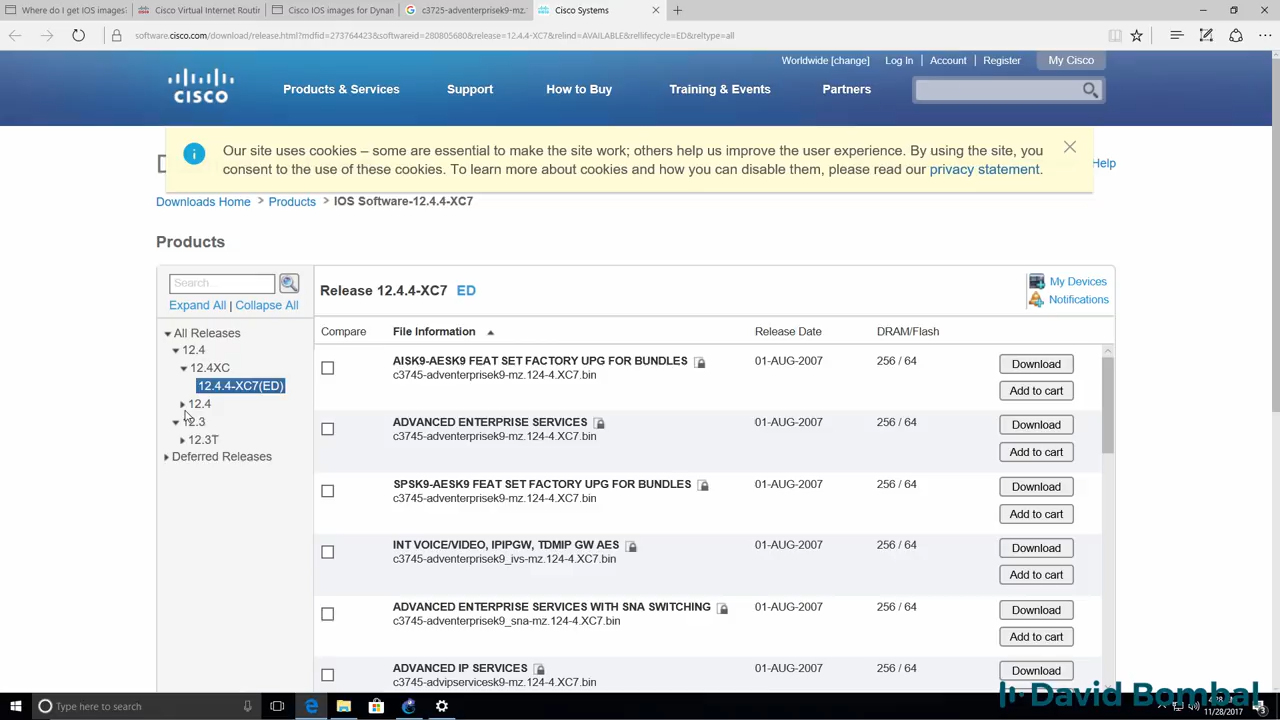 Where do I get IOS images?
Cisco Virtual Internet Routin
Cisco IOS images for Dynam
c3725-adventerprisek9-mz.
Cisco Systems
software.cisco.com/download/release.html?mdfid=273764423&softwareid=280805680&release=12.4.4-XC7&relind=AVAILABLE&rellifecycle=ED&reltype=all
Worldwide [change] | Log In | Account | Register My Cisco
CISCO
Products & Services Support How to Buy Training & Events Partners
Our site uses cookies – some are essential to make the site work; others help us improve the user experience. By using the site, you
consent to the use of these cookies. To learn more about cookies and how you can disable them, please read our privacy statement.
Help
Downloads Home > Products > IOS Software-12.4.4-XC7
Products
Search...
Expand All | Collapse All
All Releases
12.4
12.4XC
12.4.4-XC7(ED)
12.4
12.3
12.3T
Deferred Releases
Release 12.4.4-XC7 ED
My Devices
Notifications
Compare File Information Release Date DRAM/Flash
AISK9-AESK9 FEAT SET FACTORY UPG FOR BUNDLES 01-AUG-2007 256 / 64 Download
c3745-adventerprisek9-mz.124-4.XC7.bin Add to cart
ADVANCED ENTERPRISE SERVICES 01-AUG-2007 256 / 64 Download
c3745-adventerprisek9-mz.124-4.XC7.bin Add to cart
SPSK9-AESK9 FEAT SET FACTORY UPG FOR BUNDLES 01-AUG-2007 256 / 64 Download
c3745-adventerprisek9-mz.124-4.XC7.bin Add to cart
INT VOICE/VIDEO, IPIPGW, TDMIP GW AES 01-AUG-2007 256 / 64 Download
c3745-adventerprisek9_ivs-mz.124-4.XC7.bin Add to cart
ADVANCED ENTERPRISE SERVICES WITH SNA SWITCHING 01-AUG-2007 256 / 64 Download
c3745-adventerprisek9_sna-mz.124-4.XC7.bin Add to cart
ADVANCED IP SERVICES 01-AUG-2007 256 / 64 Download
c3745-advipservicesk9-mz.124-4.XC7.bin
David Bombal
Type here to search
11/28/2017